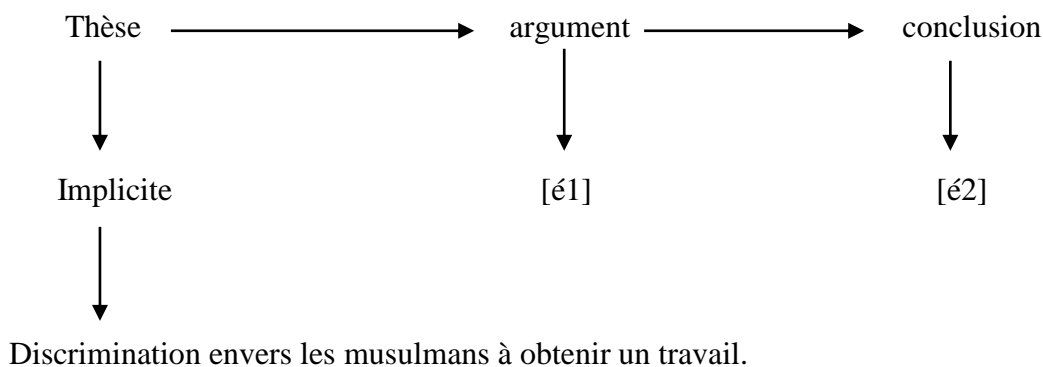 Thèse argument conclusion
Implicite [é1] [é2]
Discrimination envers les musulmans à obtenir un travail.